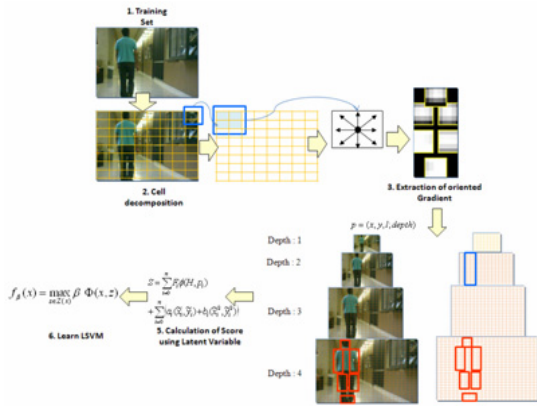 1. Training
Set
2. Cell
decomposition
3. Extraction of oriented
Gradient
p = (x, y, l, depth)
Depth : 1
Depth : 2
Depth : 3
Depth : 4
5. Calculation of Score
using Latent Variable
6. Learn LSVM